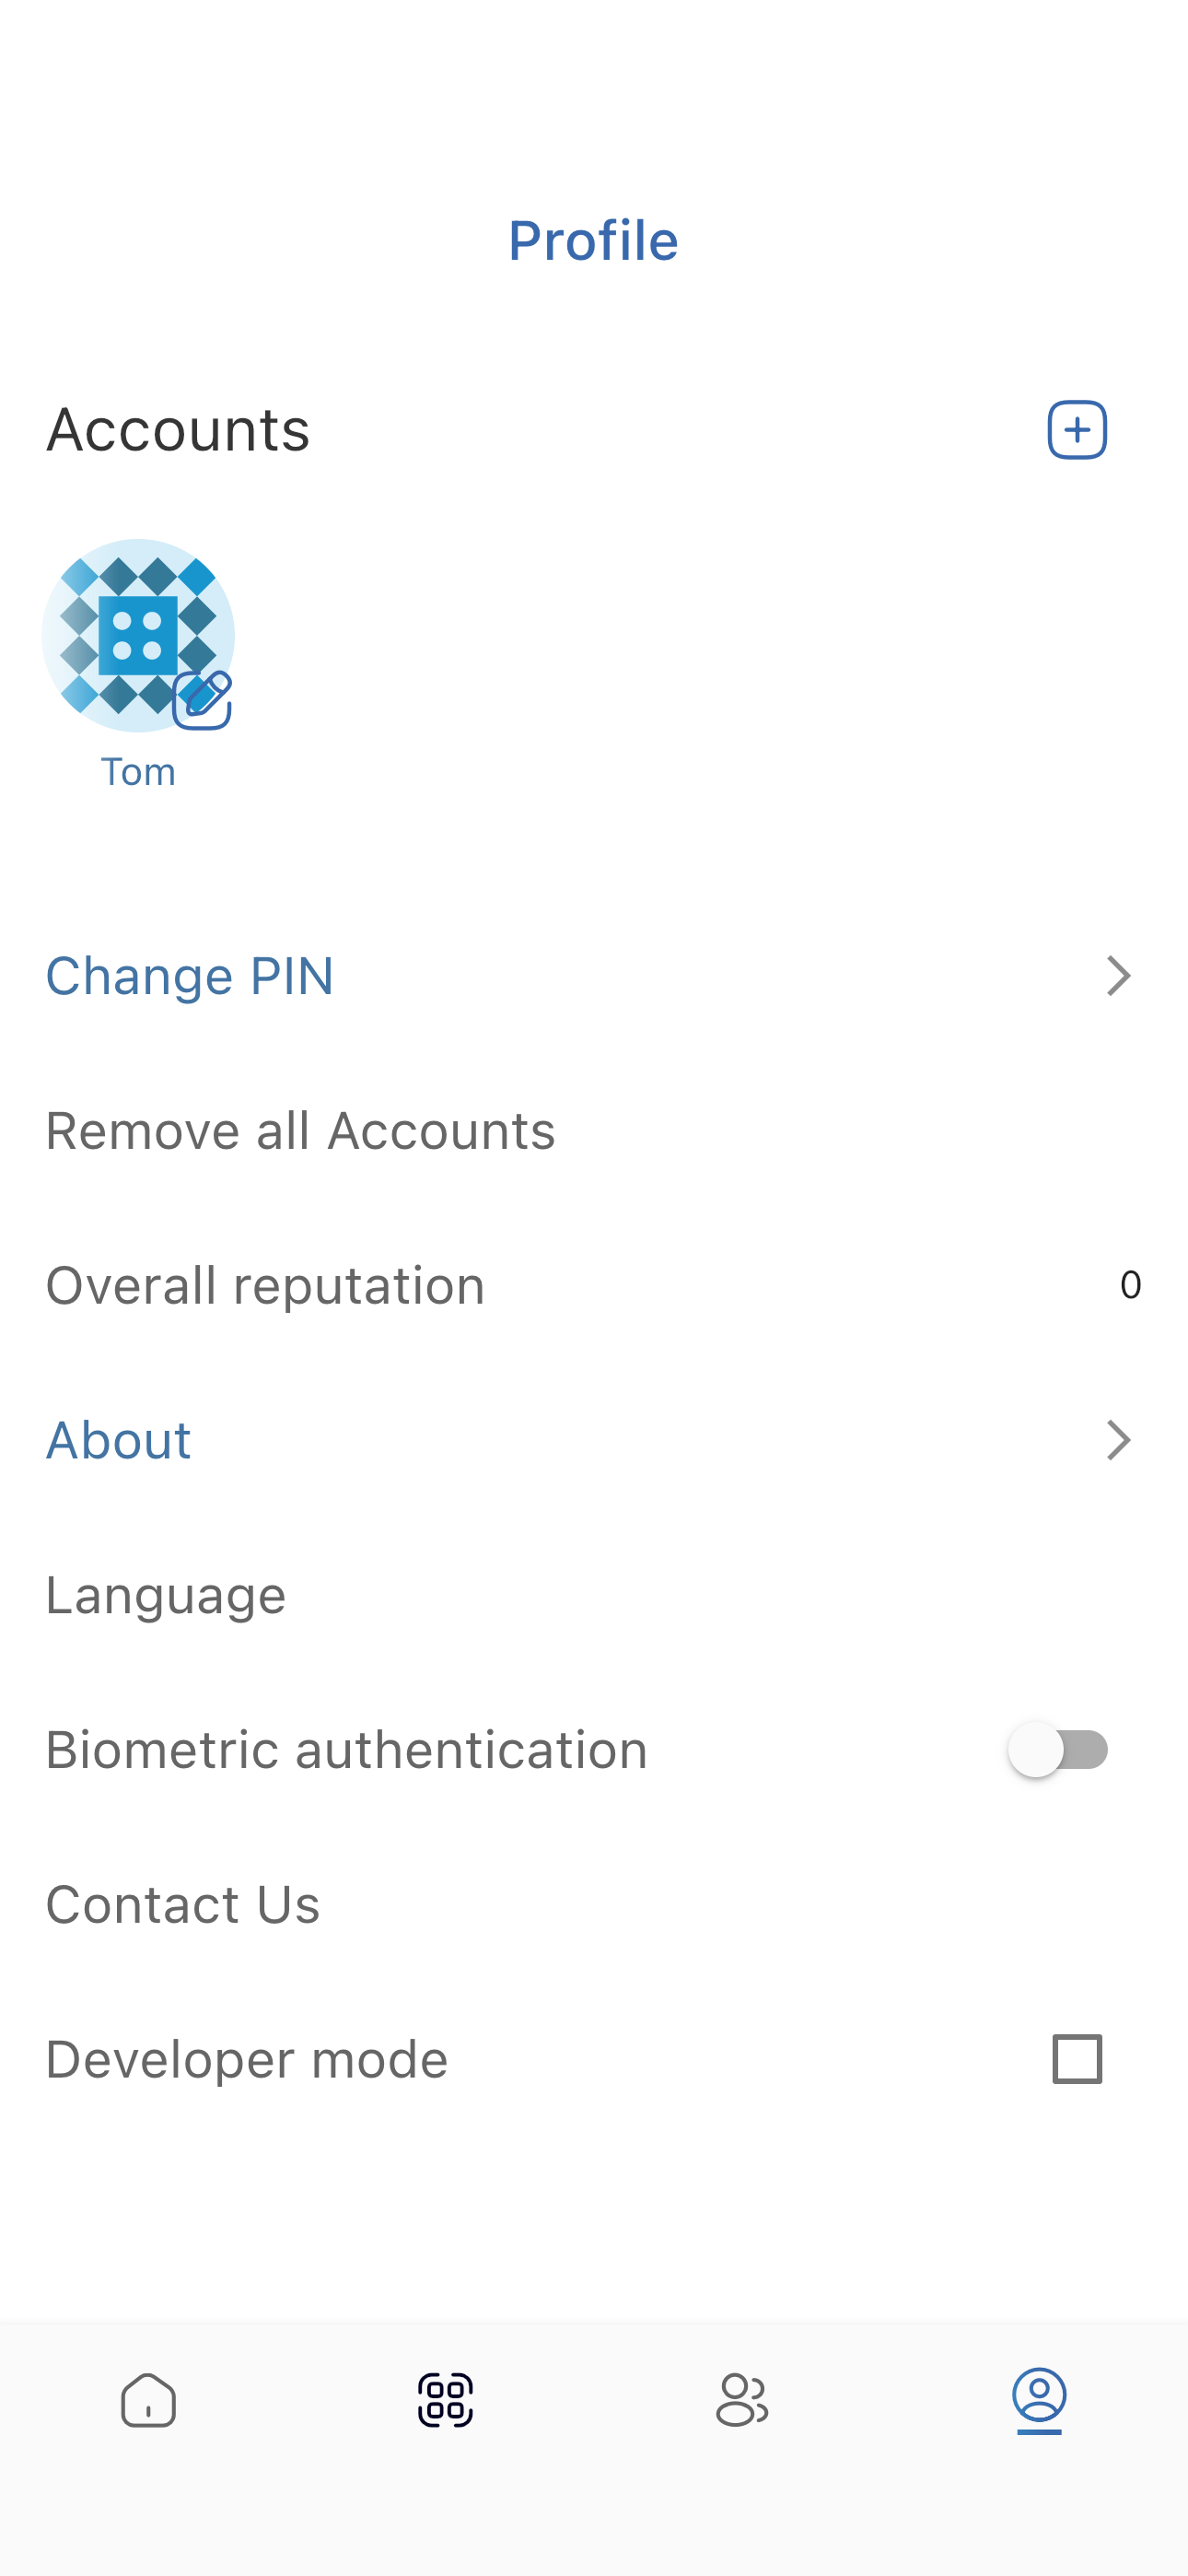 Profile
Accounts
Tom
Change PIN
Remove all Accounts
Overall reputation 0
About
Language
Biometric authentication
Contact Us
Developer mode